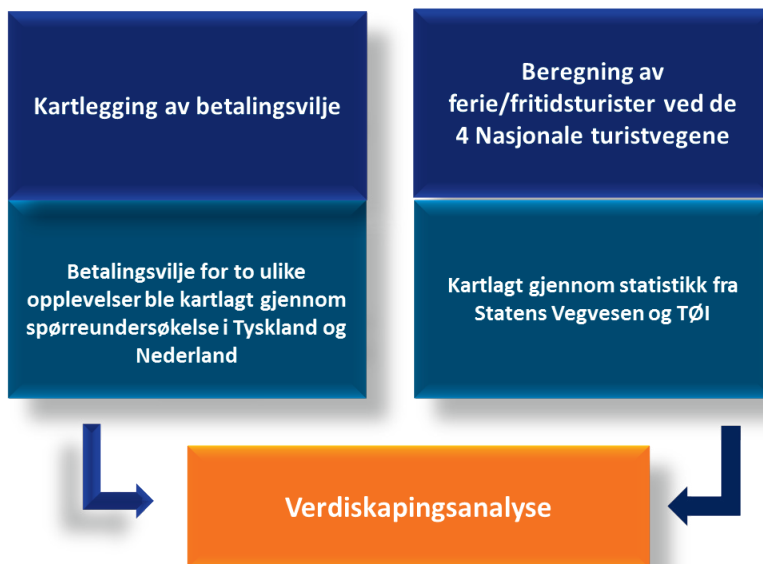 Kartlegging av betalingsvilje
Betalingsvilje for to ulike
opplevelser ble kartlagt gjennom
spørreundersøkelse i Tyskland og
Nederland
Beregning av
ferie/fritidsturister ved de
4 Nasjonale turistvegene
Kartlagt gjennom statistikk fra
Statens Vegvesen og TØI
Verdiskapingsanalyse